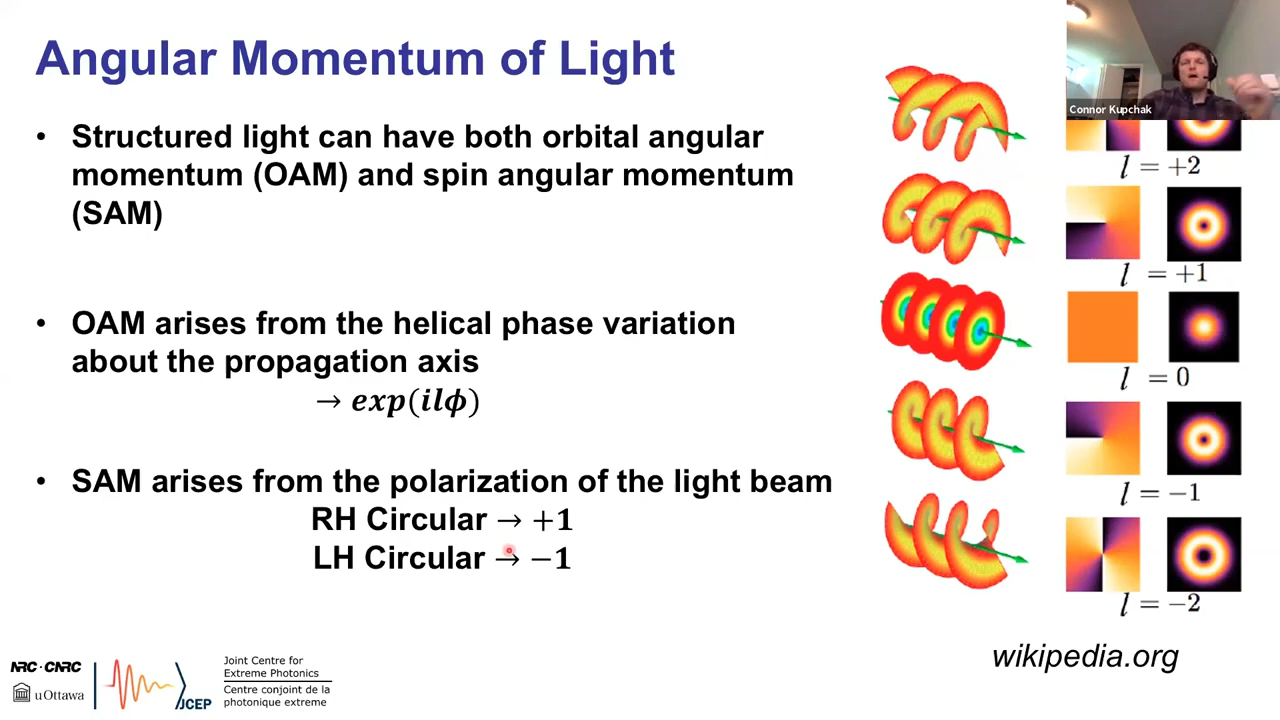 Angular Momentum of Light
• Structured light can have both orbital angular
momentum (OAM) and spin angular momentum
(SAM)
• OAM arises from the helical phase variation
about the propagation axis
→ exp(ilϕ)
• SAM arises from the polarization of the light beam
RH Circular → +1
LH Circular → −1
Connor Kupchak
l = +2
l = +1
l = 0
l = −1
l = −2
wikipedia.org
NRC·CNRC
uOttawa
JCEP
Joint Centre for
Extreme Photonics
Centre conjoint de la
photonique extreme